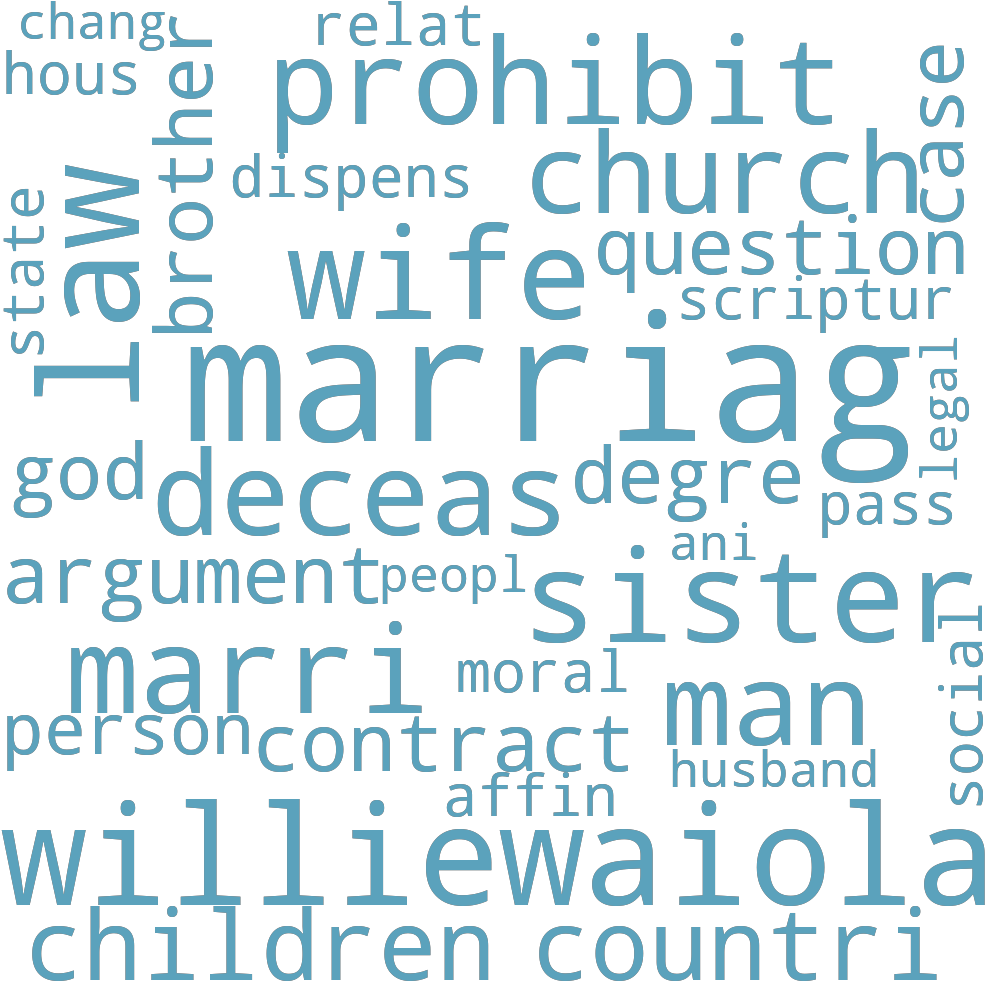 chang
relat
hous
prohibit
brother
case
law
dispens
church
state
wife
question
scriptur
marriag
legal
god
deceas
degre
pass
ani
argument
peopl
sister
marri
moral
man
social
person
contract
husband
affin
williewaiola
children
countri